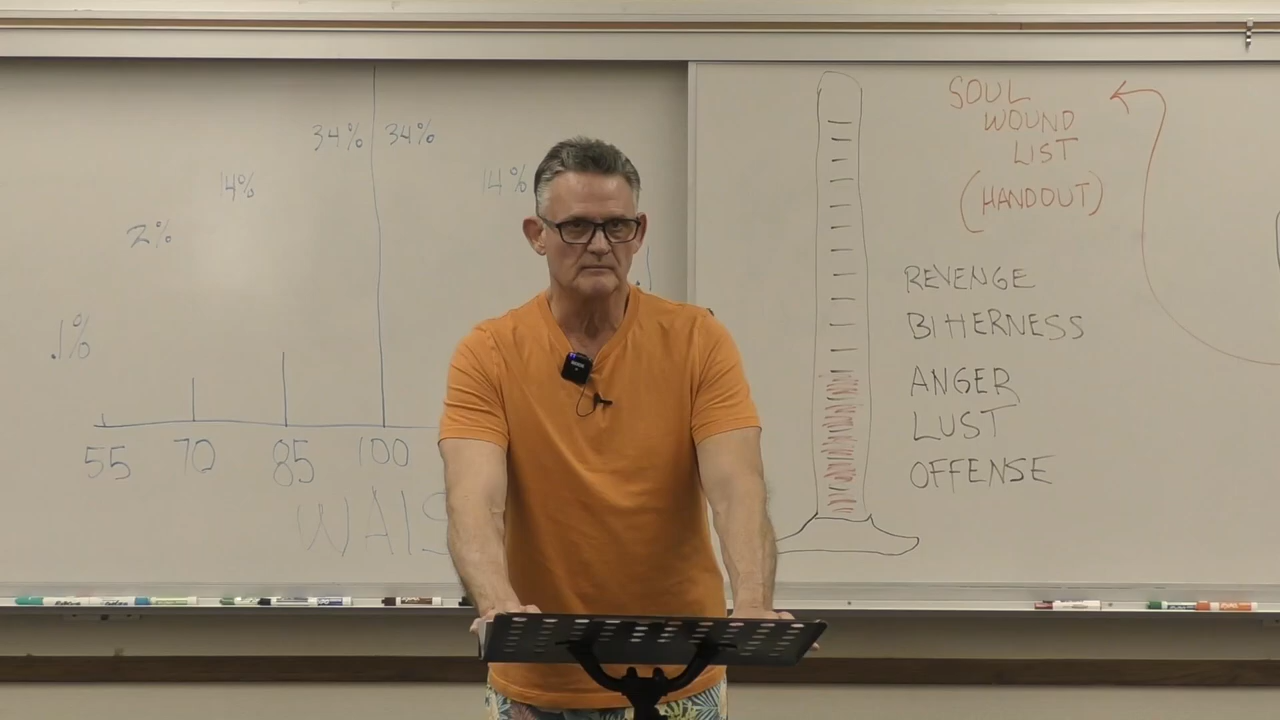 34% 34%
14%
14%
2%
.1%
55 70 85 100
WAIS
SOUL
WOUND
LIST
(HANDOUT)
REVENGE
BITTERNESS
ANGER
LUST
OFFENSE